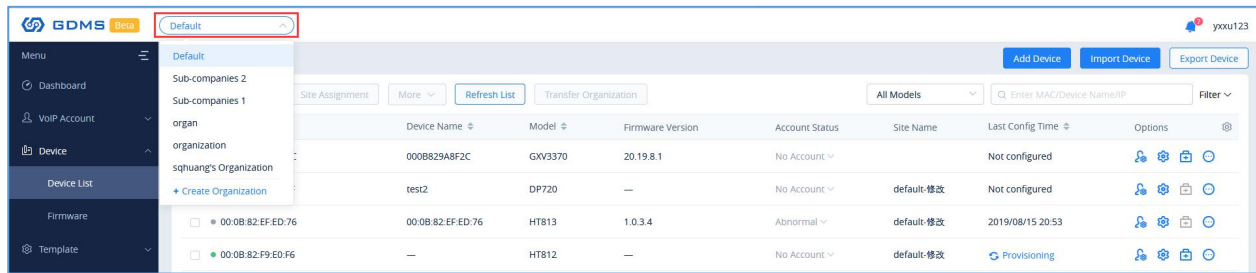 GDMS Beta Default 2 yxxu123
Menu Default Add Device Import Device Export Device
Dashboard Sub-companies 2
Sub-companies 1 Site Assignment More Refresh List Transfer Organization All Models Enter MAC/Device Name/IP Filter
VoIP Account organ Device Name Model Firmware Version Account Status Site Name Last Config Time Options
Device organization 000B829A8F2C GXV3370 20.19.8.1 No Account Not configured
sqhuang's Organization
Device List + Create Organization test2 DP720 — No Account default-修改 Not configured
Firmware 00:0B:82:EF:ED:76 00:0B:82:EF:ED:76 HT813 1.0.3.4 Abnormal default-修改 2019/08/15 20:53
Template 00:0B:82:F9:E0:F6 — HT812 — No Account default-修改 Provisioning